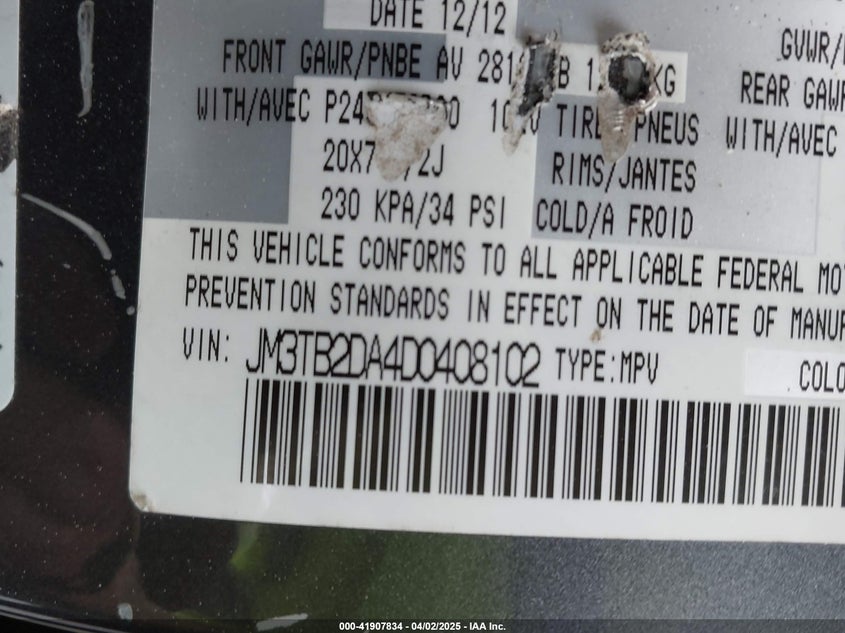 DATE 12/12
GVWR/
FRONT GAWR/PNBE AV KG
REAR GAWR
WITH/AVEC TIRE PNEUS
WITH/AVEC
RIMS/JANTES
230 KPA/34 PSI COLD/A FROID
THIS VEHICLE CONFORMS TO ALL APPLICABLE FEDERAL
PREVENTION STANDARDS IN EFFECT ON THE DATE OF
VIN: JM3TB2DA4D0408102 TYPE:MPV
000-41907834 - 04/02/2025 - IAA Inc.